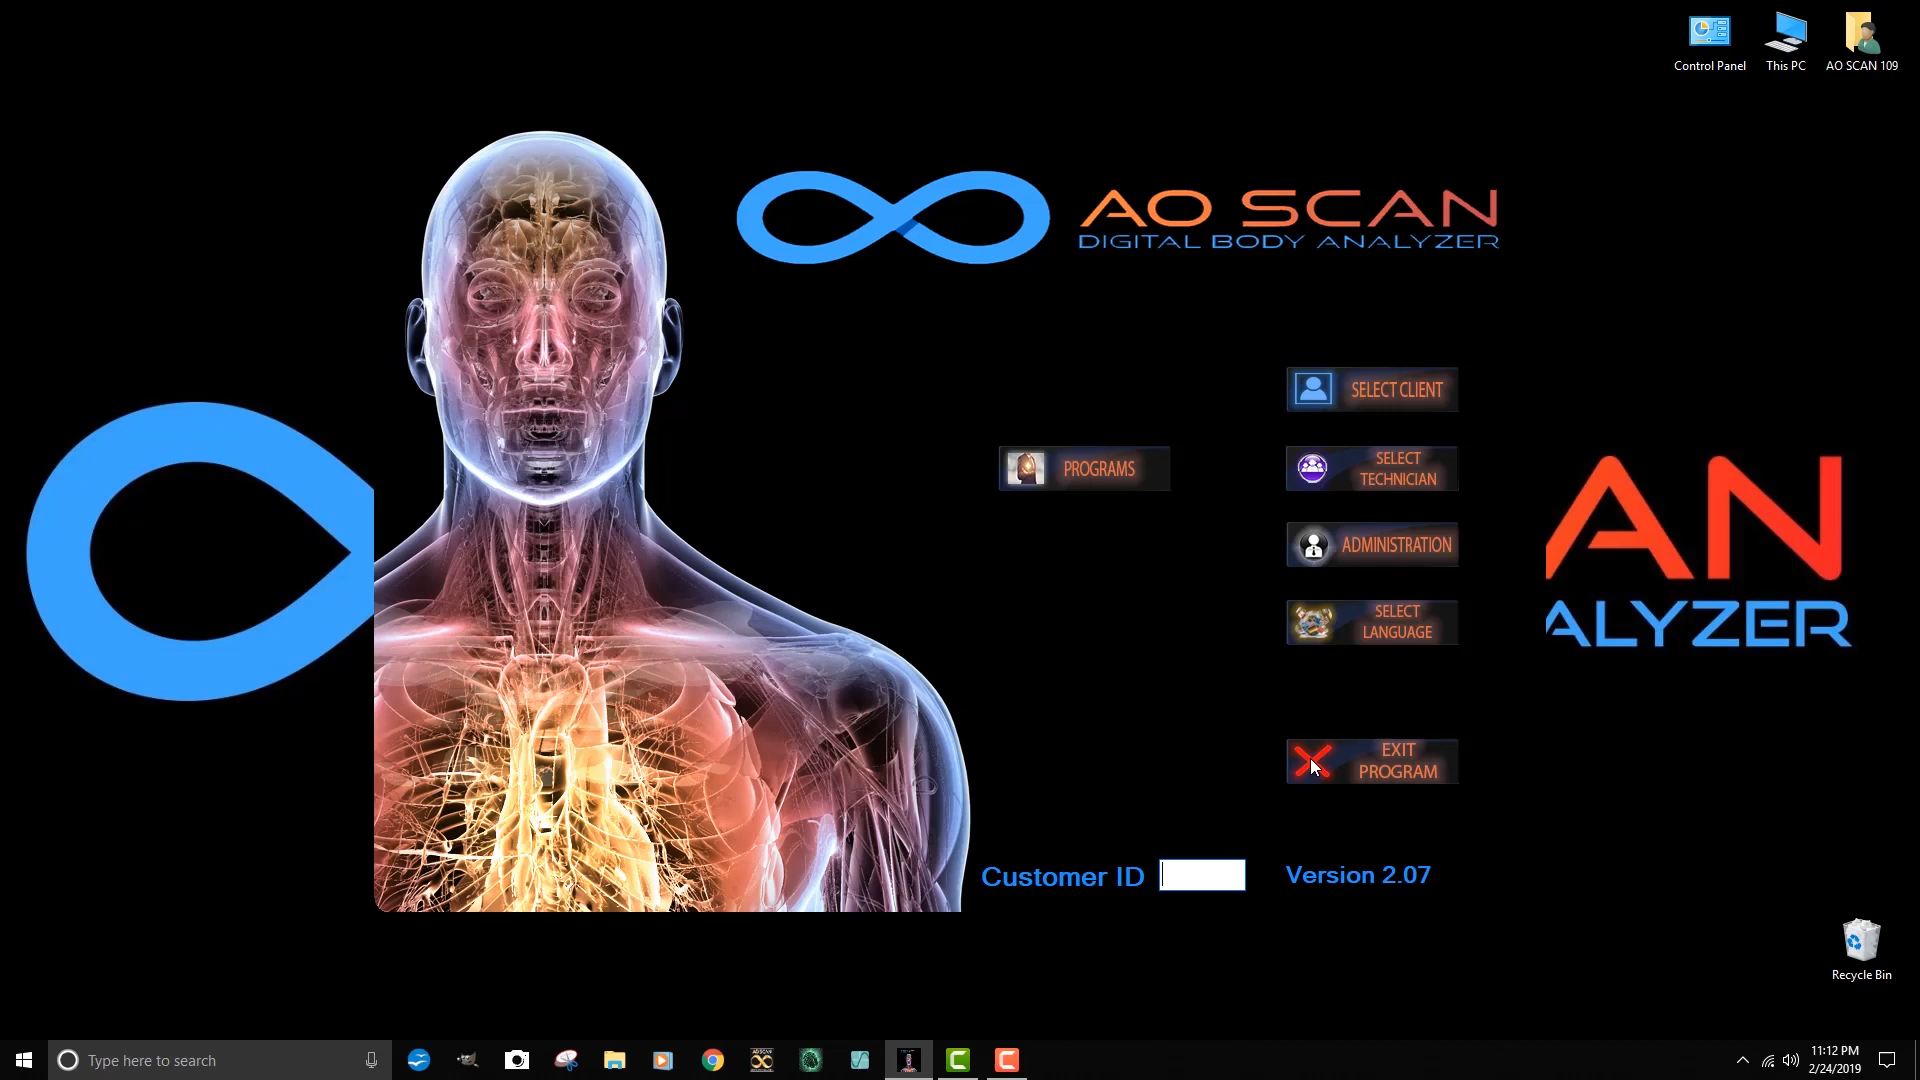 Control Panel
This PC
AO SCAN 109
AO SCAN
DIGITAL BODY ANALYZER
SELECT CLIENT
PROGRAMS
SELECT
TECHNICIAN
ADMINISTRATION
SELECT
LANGUAGE
AN
ALYZER
EXIT
PROGRAM
Customer ID
Version 2.07
Recycle Bin
Type here to search
11:12 PM
2/24/2019